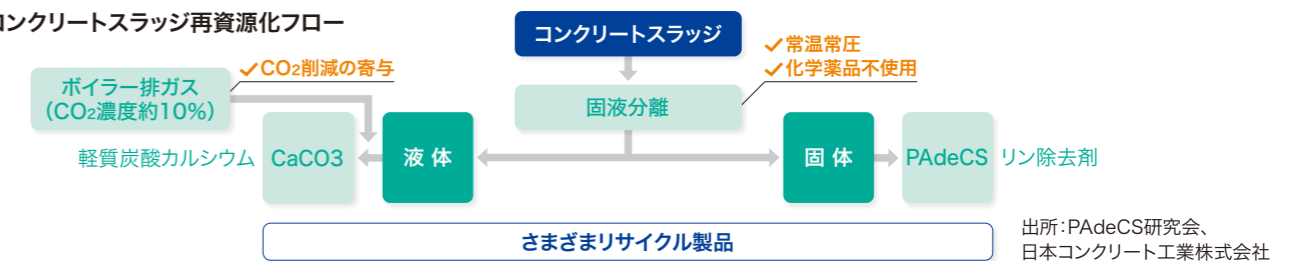 コンクリートスラッジ再資源化フロー
コンクリートスラッジ
✓常温常圧
✓化学薬品不使用
✓CO2削減の寄与
ボイラー排ガス
(CO2濃度約10%)
固液分離
軽質炭酸カルシウム
CaCO3
液体
固体
PAdeCS
リン除去剤
さまざまリサイクル製品
出所:PAdeCS研究会、
日本コンクリート工業株式会社